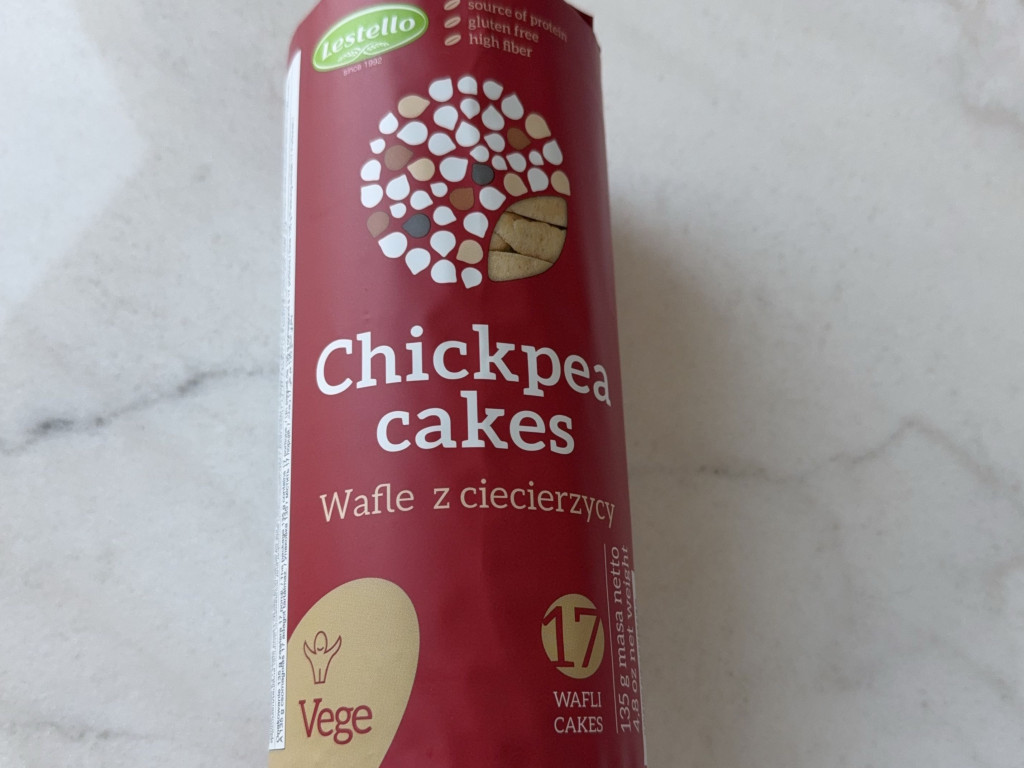 Lestello
since 1992
source of protein
gluten free
high fiber
Chickpea
cakes
Wafle z ciecierzycy
Vege
17
WAFLI
CAKES
135 g masa netto
4.8 oz net weight